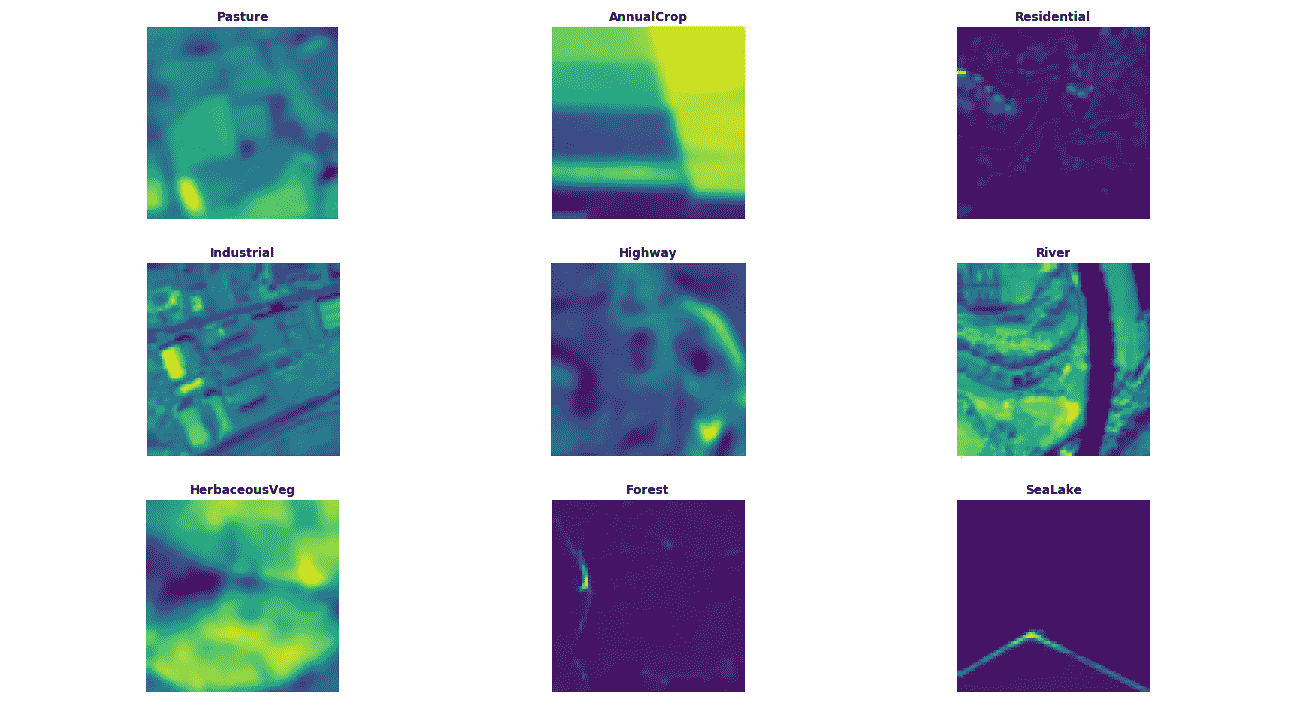 Pasture
AnnualCrop
Residential
Industrial
Highway
River
HerbaceousVeg
Forest
SeaLake